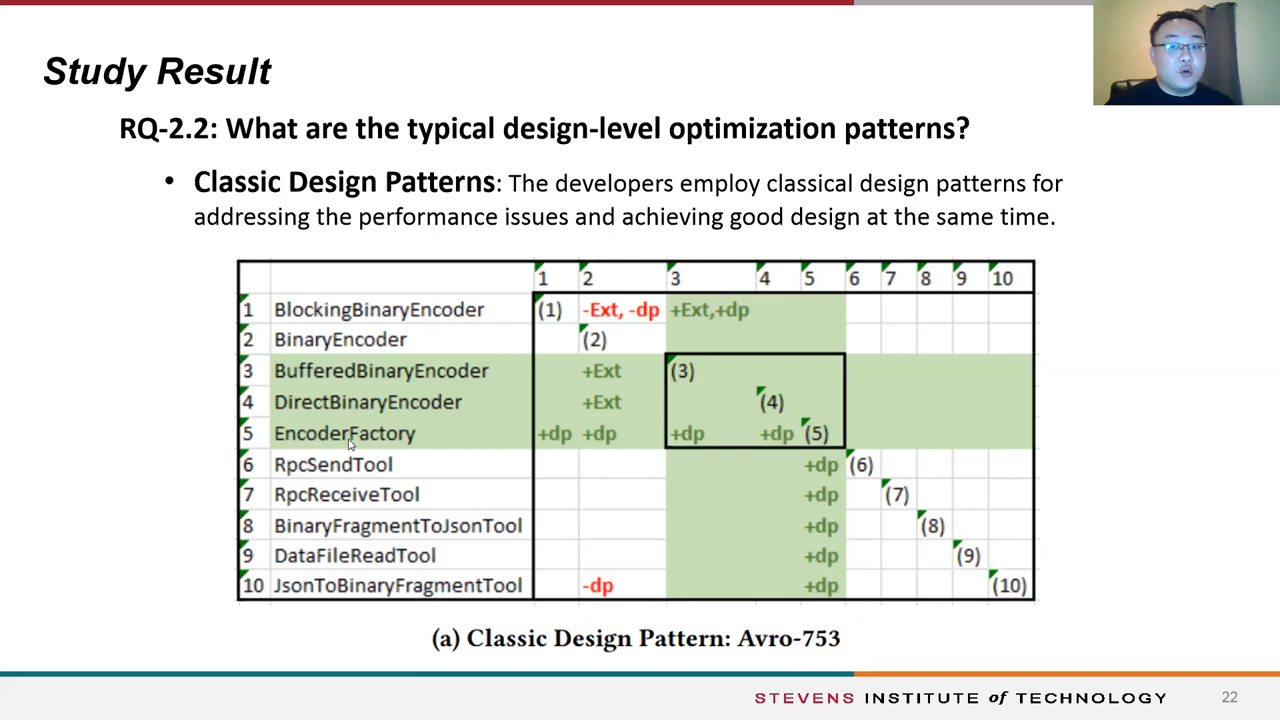 Study Result
RQ-2.2: What are the typical design-level optimization patterns?
• Classic Design Patterns: The developers employ classical design patterns for
addressing the performance issues and achieving good design at the same time.
1 2 3 4 5 6 7 8 9 10
1 BlockingBinaryEncoder (1) -Ext, -dp +Ext,+dp
2 BinaryEncoder (2)
3 BufferedBinaryEncoder +Ext (3)
4 DirectBinaryEncoder +Ext (4)
5 EncoderFactory +dp +dp +dp +dp (5)
6 RpcSendTool +dp (6)
7 RpcReceiveTool +dp (7)
8 BinaryFragmentToJsonTool +dp (8)
9 DataFileReadTool +dp (9)
10 JsonToBinaryFragmentTool -dp +dp (10)
(a) Classic Design Pattern: Avro-753
STEVENS INSTITUTE of TECHNOLOGY 22